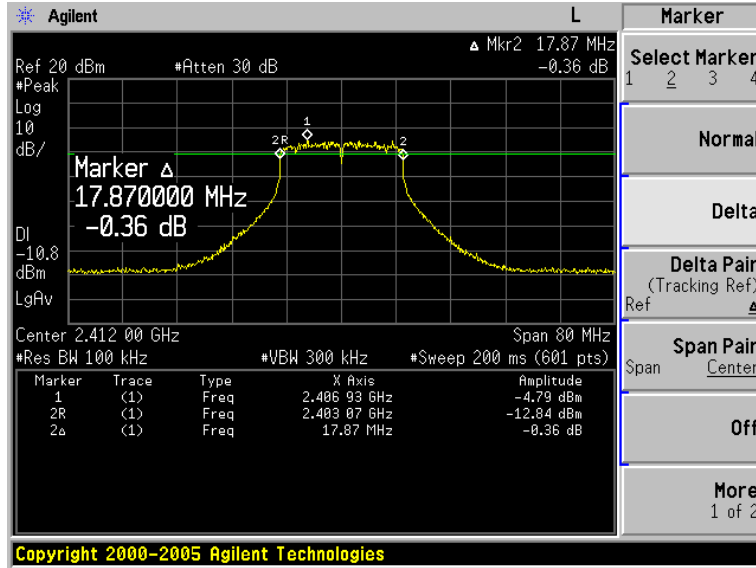 Agilent L Marker
Δ Mkr2 17.87 MHz
Ref 20 dBm #Atten 30 dB -0.36 dB
#Peak
Log
10
dB/
1
2R
2
Marker Δ
17.870000 MHz
-0.36 dB
DI
-10.8
dBm
LgAv
Center 2.412 00 GHz Span 80 MHz
#Res BW 100 kHz #VBW 300 kHz #Sweep 200 ms (601 pts)
Marker Trace Type X Axis Amplitude
1 (1) Freq 2.406 93 GHz -4.79 dBm
2R (1) Freq 2.403 07 GHz -12.84 dBm
2Δ (1) Freq 17.87 MHz -0.36 dB
Select Marker
1 2 3 4
Normal
Delta
Delta Pair
(Tracking Ref)
Ref Δ
Span Pair
Span Center
Off
More
1 of 2
Copyright 2000-2005 Agilent Technologies